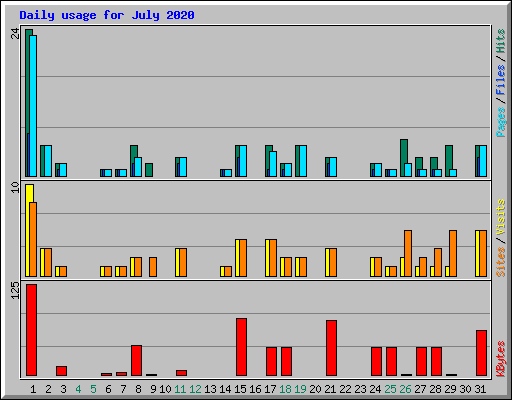 Daily usage for July 2020
24
Pages/Files/Hits
10
Sites/Visits
125
KBytes
1 2 3 4 5 6 7 8 9 10 11 12 13 14 15 16 17 18 19 20 21 22 23 24 25 26 27 28 29 30 31